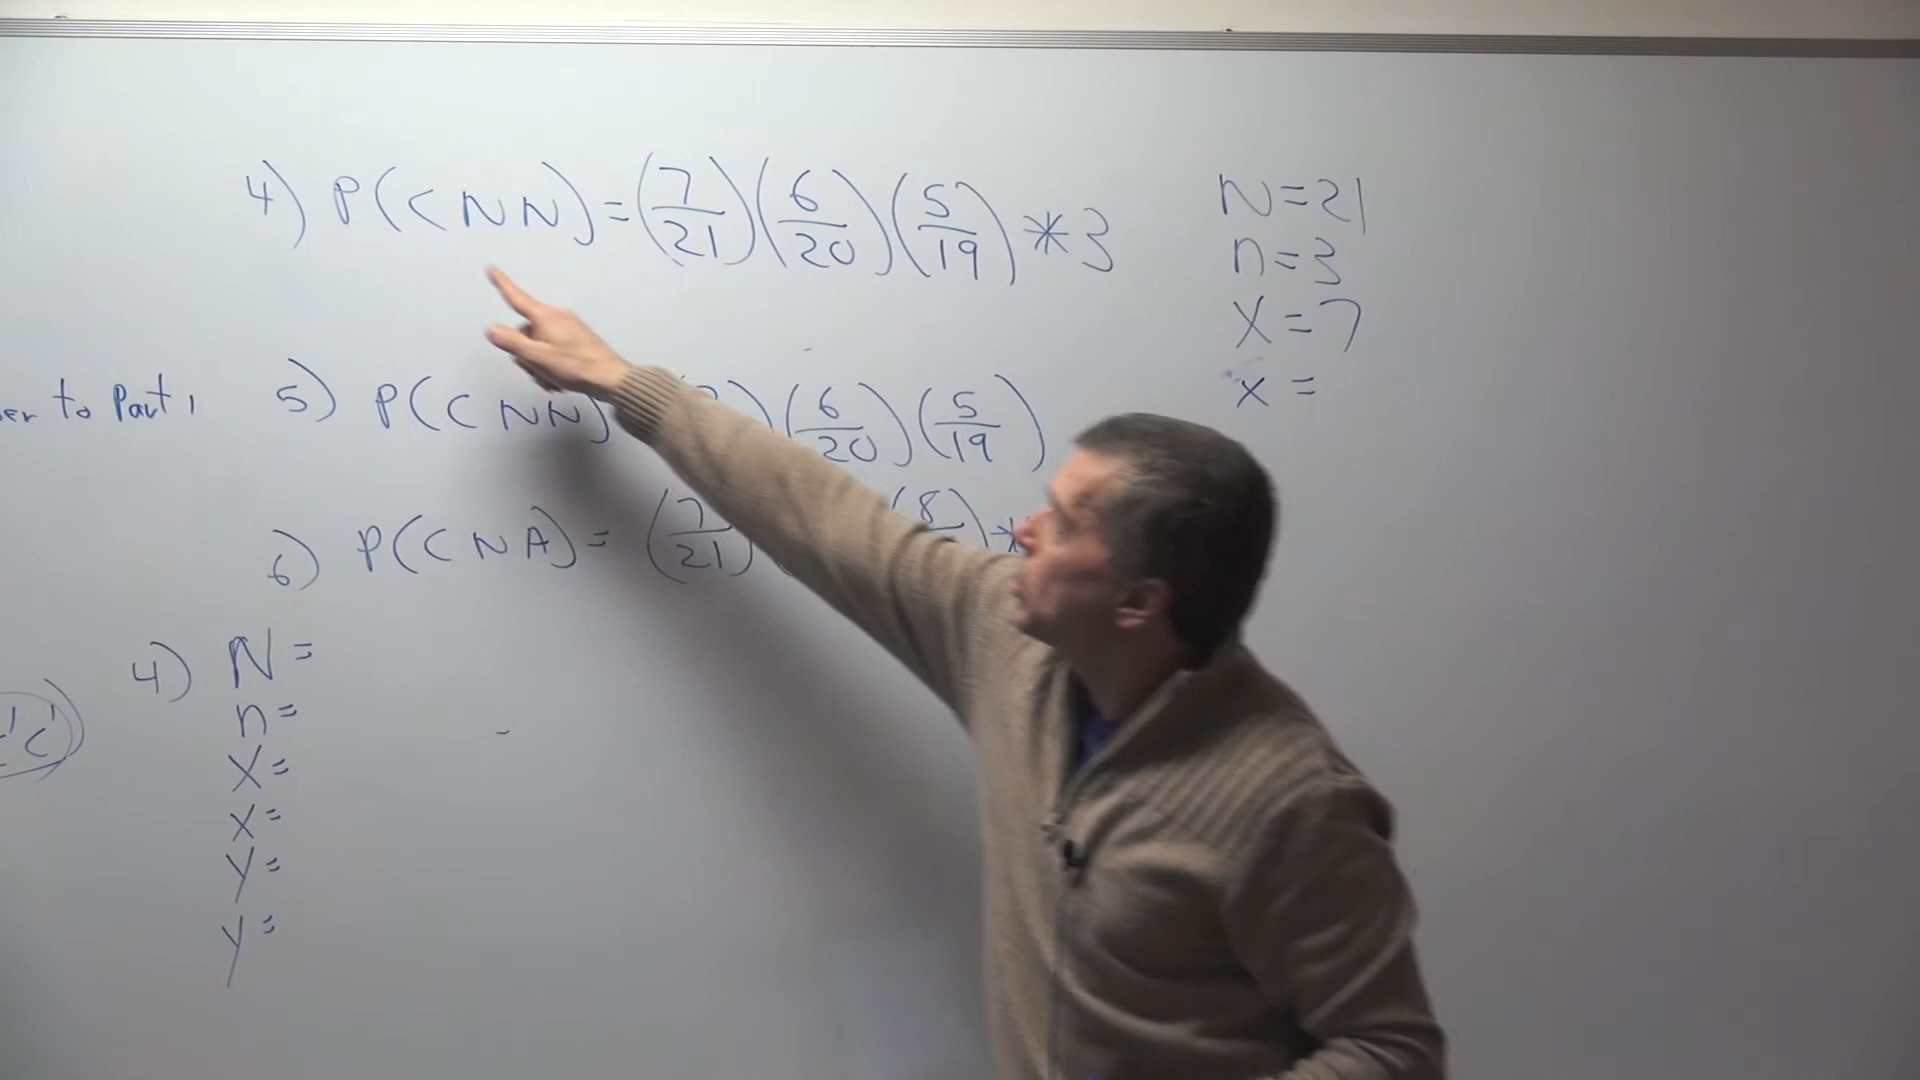 4) P(CNN) = (7/21)(6/20)(5/19) * 3
N = 21
n = 3
X = 7
x =
to Part 1
5) P(CNN) (6/20)(5/19)
6) P(CNA) = (7/21) (8 *
4) N =
n =
X =
x =
Y =
y =